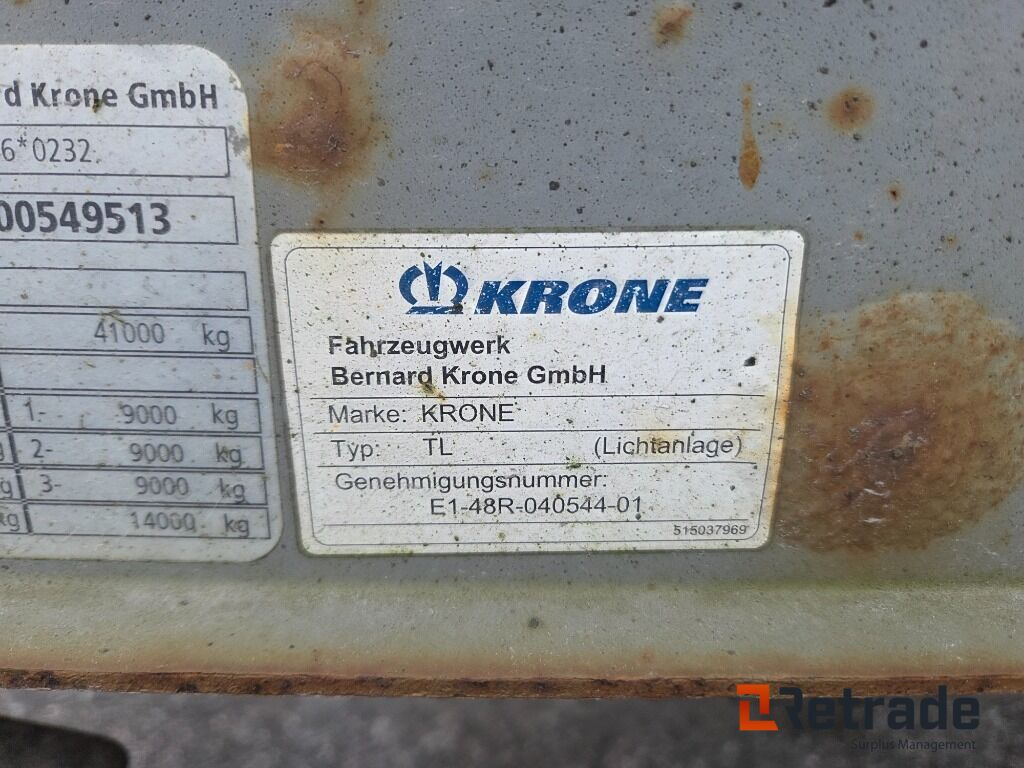 d Krone GmbH
6*0232
00549513
41000 kg
1- 9000 kg
2- 9000 kg
g 3- 9000 kg
kg 14000 kg
KRONE
Fahrzeugwerk
Bernard Krone GmbH
Marke: KRONE
Typ: TL (Lichtanlage)
Genehmigungsnummer:
E1-48R-040544-01
515037969
Retrade
Surplus Management